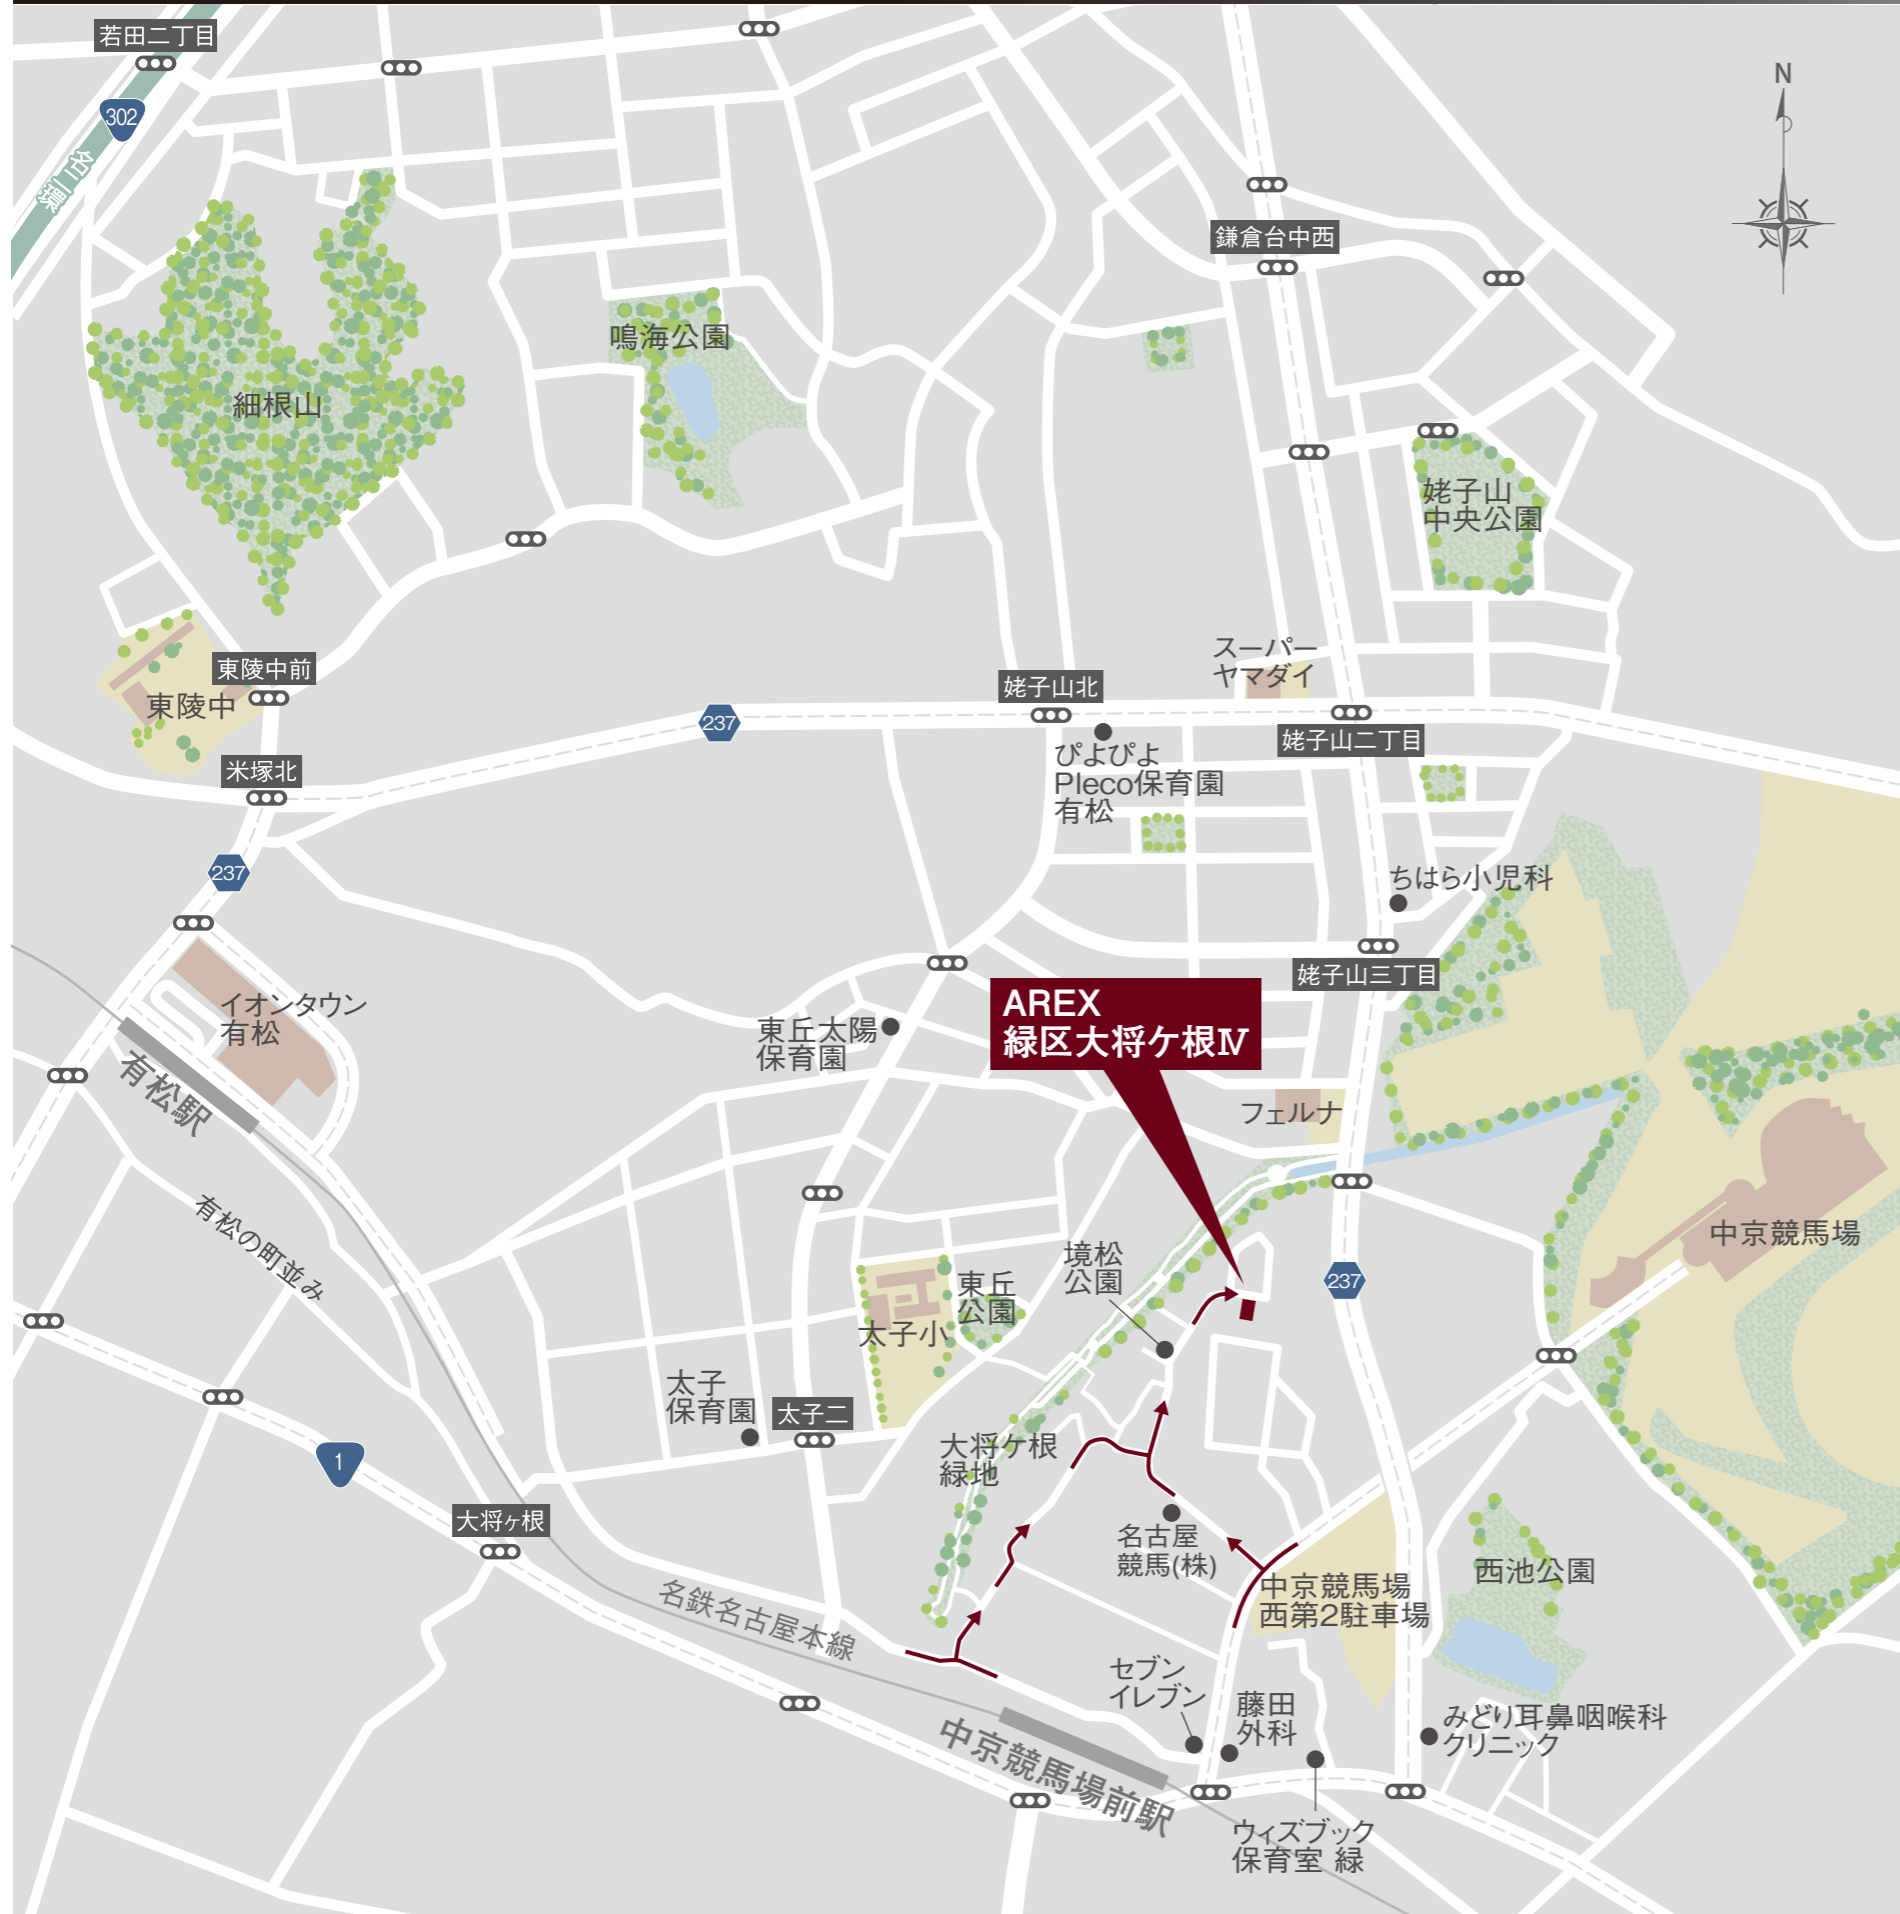 若田二丁目
302
名二環
N
鎌倉台中西
鳴海公園
細根山
姥子山
中央公園
スーパー
ヤマダイ
東陵中前
東陵中
姥子山北
237
姥子山二丁目
ぴよぴよ
Pleco保育園
有松
米塚北
237
ちはら小児科
姥子山三丁目
イオンタウン
有松
AREX
緑区大将ケ根Ⅳ
東丘太陽
保育園
有松駅
フェルナ
有松の町並み
中京競馬場
境松
公園
237
東丘
公園
太子小
太子
保育園
太子二
大将ケ根
緑地
1
大将ヶ根
名古屋
競馬(株)
中京競馬場
西第2駐車場
西池公園
名鉄名古屋本線
セブン
イレブン
藤田
外科
みどり耳鼻咽喉科
クリニック
中京競馬場前駅
ウィズブック
保育室 緑